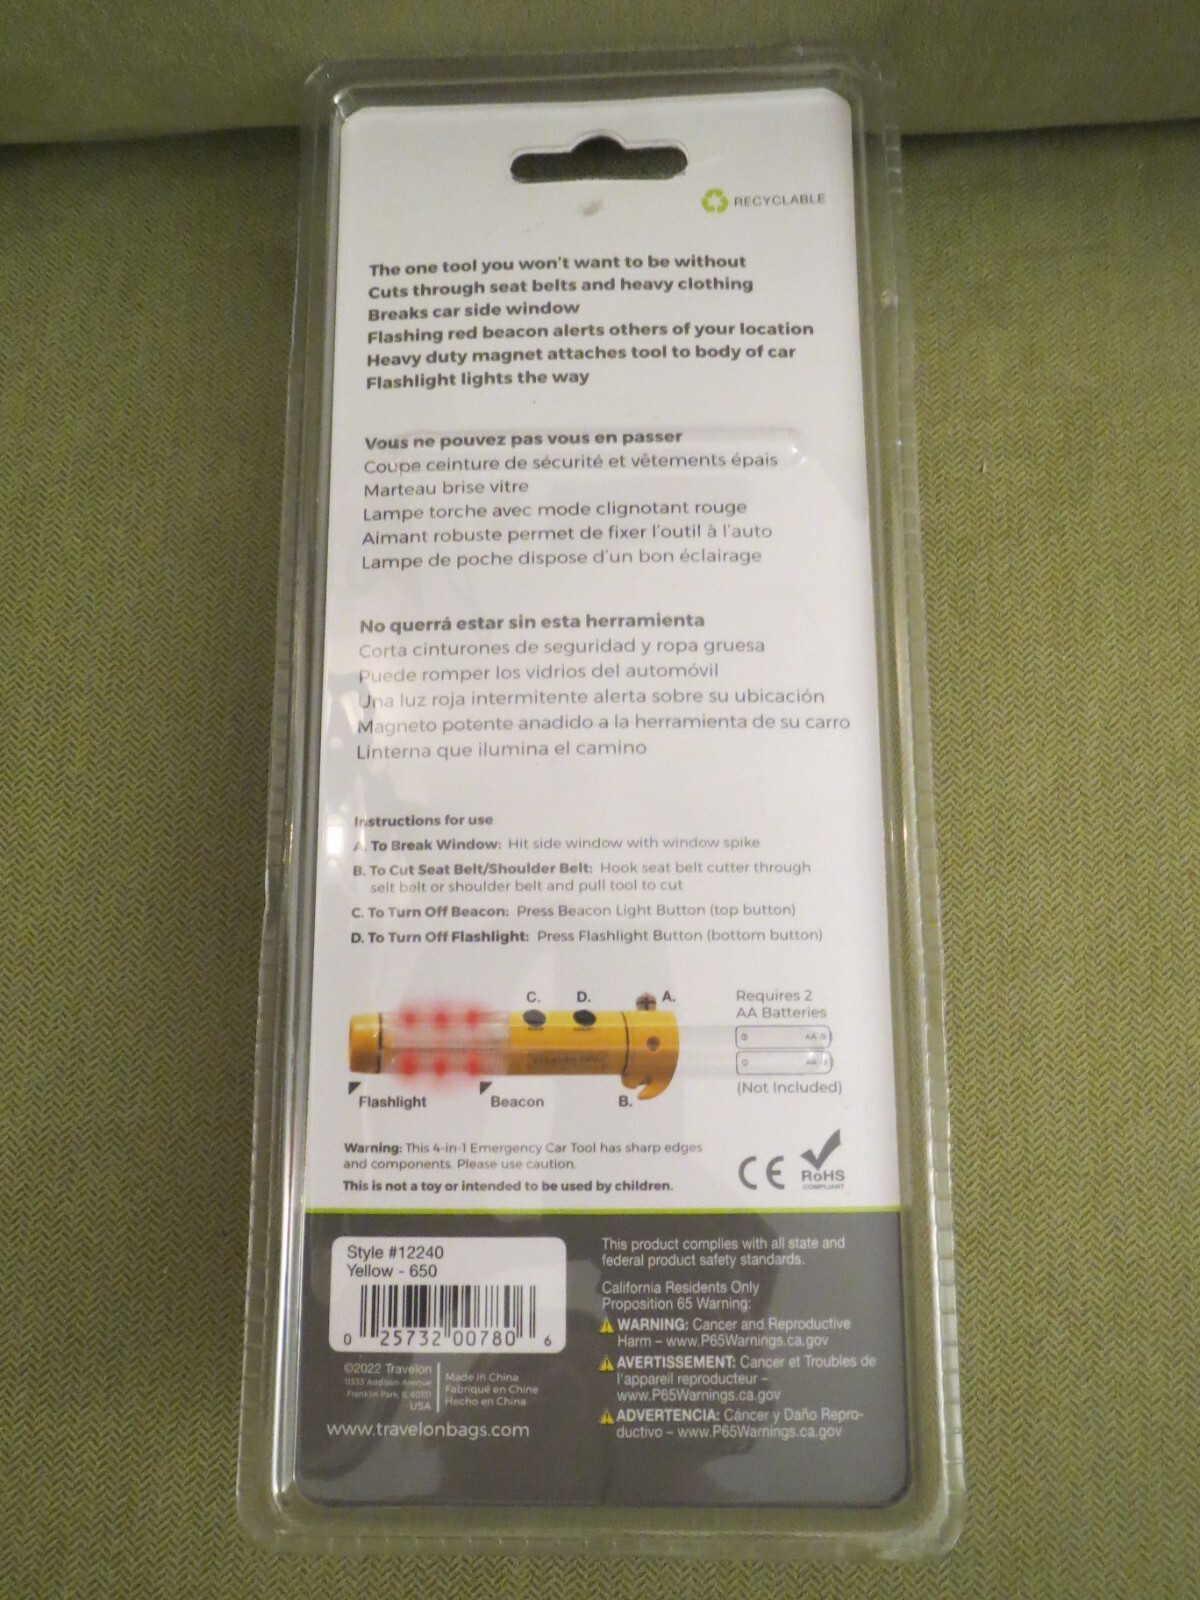 RECYCLABLE
The one tool you won't want to be without
Cuts through seat belts and heavy clothing
Breaks car side window
Flashing red beacon alerts others of your location
Heavy duty magnet attaches tool to body of car
Flashlight lights the way
Vous ne pouvez pas vous en passer
Coupe ceinture de sécurité et vêtements épais
Marteau brise vitre
Lampe torche avec mode clignotant rouge
Aimant robuste permet de fixer l'outil à l'auto
Lampe de poche dispose d'un bon éclairage
No querrá estar sin esta herramienta
Corta cinturones de seguridad y ropa gruesa
Puede romper los vidrios del automóvil
Una luz roja intermitente alerta sobre su ubicación
Magneto potente anadido a la herramienta de su carro
Linterna que ilumina el camino
Instructions for use
A. To Break Window: Hit side window with window spike
B. To Cut Seat Belt/Shoulder Belt: Hook seat belt cutter through
selt belt or shoulder belt and pull tool to cut
C. To Turn Off Beacon: Press Beacon Light Button (top button)
D. To Turn Off Flashlight: Press Flashlight Button (bottom button)
C. D. A.
Requires 2
AA Batteries
AA
AA
(Not Included)
Flashlight
Beacon
B.
Warning: This 4-in-1 Emergency Car Tool has sharp edges
and components. Please use caution.
This is not a toy or intended to be used by children.
CE
RoHS
COMPLIANT
Style #12240
Yellow - 650
0 25732 00780 6
©2022 Travelon
11333 Addison Avenue
Franklin Park, IL 60131
USA
Made in China
Fabriqué en Chine
Hecho en China
www.travelonbags.com
This product complies with all state and
federal product safety standards.
California Residents Only
Proposition 65 Warning:
WARNING: Cancer and Reproductive
Harm – www.P65Warnings.ca.gov
AVERTISSEMENT: Cancer et Troubles de
l'appareil reproducteur –
www.P65Warnings.ca.gov
ADVERTENCIA: Cáncer y Daño Repro-
ductivo – www.P65Warnings.ca.gov